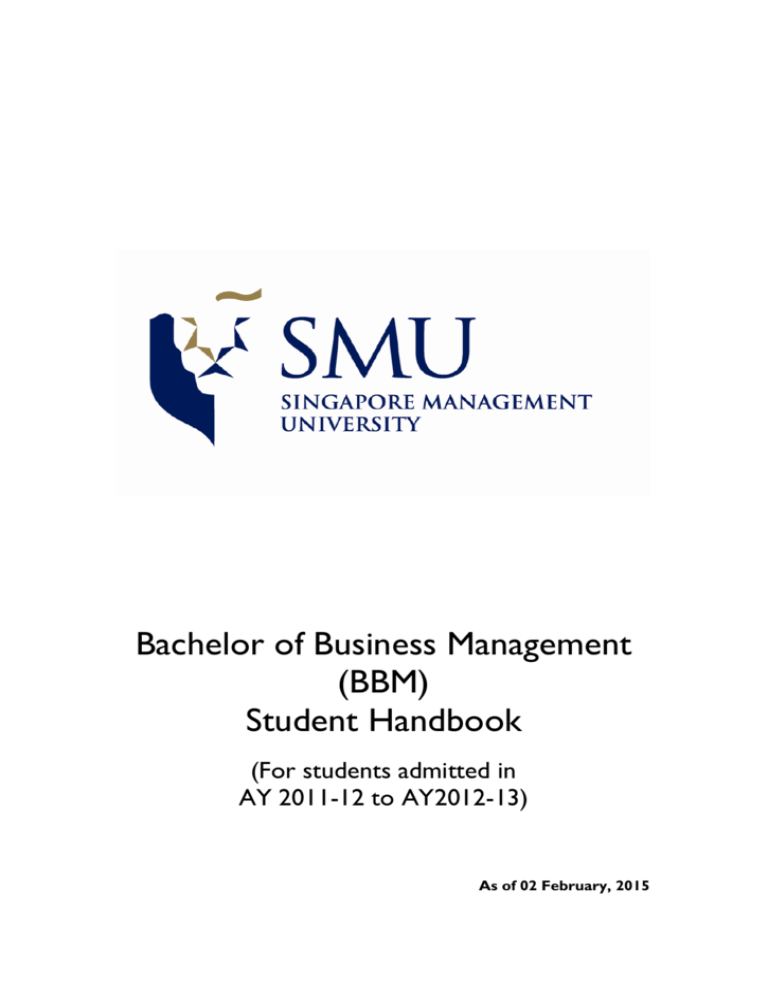 SMU
SINGAPORE MANAGEMENT
UNIVERSITY
Bachelor of Business Management
(BBM)
Student Handbook
(For students admitted in
AY 2011-12 to AY2012-13)
As of 02 February, 2015